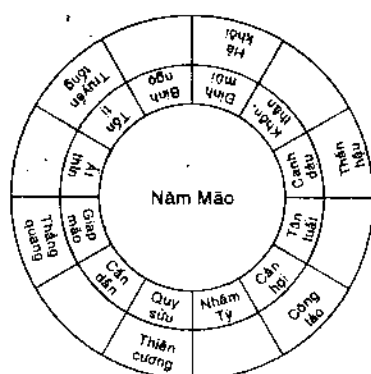 Hà
khôi
Thần
hậu
Công
tào
Thiên
cương
Thắng
quang
Truyền
tống
Bính
ngọ
Đinh
mùi
Khôn
thân
Canh
dậu
Tân
tuất
Cần
hợi
Nhâm
Tý
Quý
sửu
Cấn
dần
Giáp
mão
Ất
thìn
Tốn
tị
Năm Mão